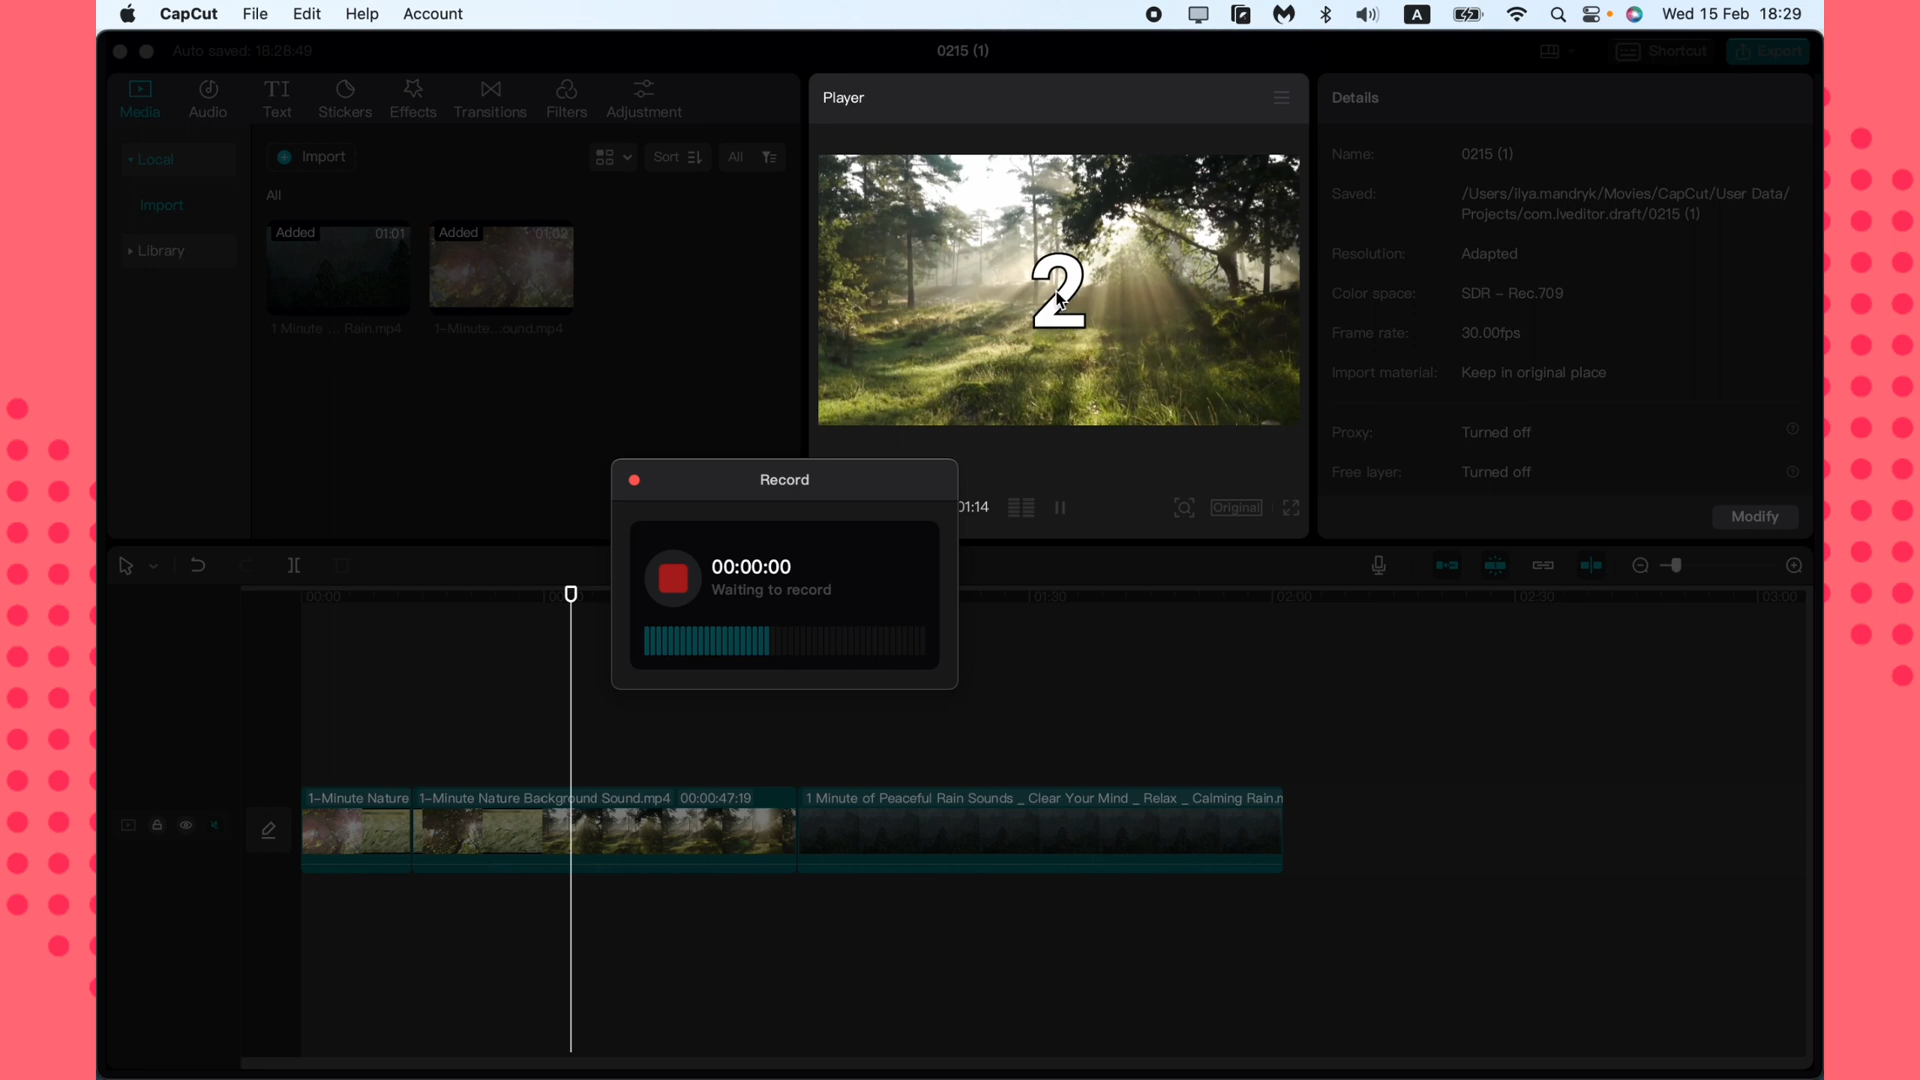 CapCut File Edit Help Account
A Wed 15 Feb 18:29
Auto saved: 18:28:49
0215 (1)
Shortcut
Export
Media Audio Text Stickers Effects Transitions Filters Adjustment
Local
Import
Library
Import
Sort
All
All
Added 01:01
Added 01:02
1 Minute ... Rain.mp4
1-Minute...ound.mp4
Player
2
01:14
Original
Details
Name: 0215 (1)
Saved: /Users/ilya.mandryk/Movies/CapCut/User Data/
Projects/com.lveditor.draft/0215 (1)
Resolution: Adapted
Color space: SDR - Rec.709
Frame rate: 30.00fps
Import material: Keep in original place
Proxy: Turned off
Free layer: Turned off
Modify
Record
00:00:00
Waiting to record
00:00 01:30 02:00 02:30 03:00
1-Minute Nature
1-Minute Nature Background Sound.mp4 00:00:47:19
1 Minute of Peaceful Rain Sounds _ Clear Your Mind _ Relax _ Calming Rain.m